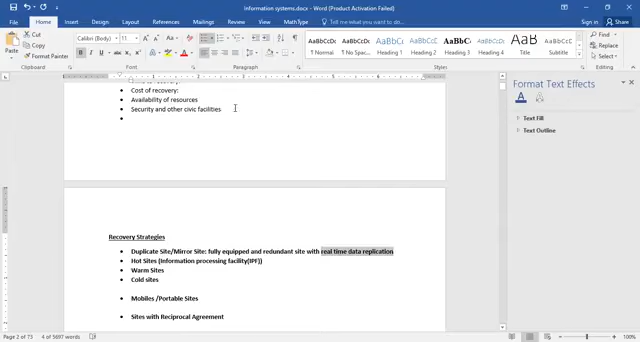 Information systems.docx - Word (Product Activation Failed)
File Home Insert Design Layout References Mailings Review View MathType Tell me what you want to do... Sign in Share
Paste
Cut
Copy
Format Painter
Clipboard
Calibri (Body)
Font
Paragraph
AaBbCcDc AaBbCcDc AaBbC AaBbCc AaBbC AaBbCcD AaB AaBbCcD
¶ Normal ¶ No Spac... Heading 1 Heading 2 Heading 3 Heading 4 Title Subtitle
Styles
Find
Replace
Select
Editing
Cost of recovery:
Availability of resources
Security and other civic facilities
Recovery Strategies
Duplicate Site/Mirror Site: fully equipped and redundant site with real time data replication
Hot Sites (Information processing facility(IPF))
Warm Sites
Cold sites
Mobiles /Portable Sites
Sites with Reciprocal Agreement
Format Text Effects
Text Fill
Text Outline
Page 2 of 73 4 of 5697 words
100%